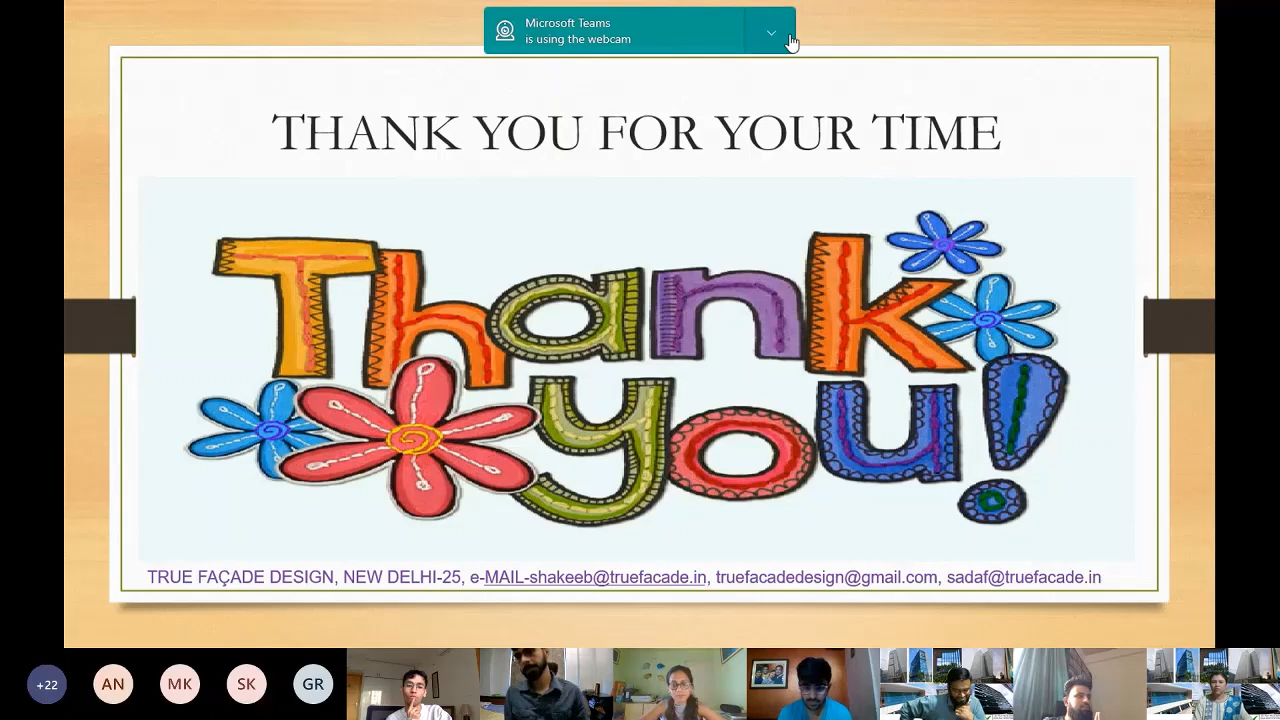 Microsoft Teams
is using the webcam
THANK YOU FOR YOUR TIME
Thank
you!
TRUE FAÇADE DESIGN, NEW DELHI-25, e-MAIL-shakeeb@truefacade.in, truefacadedesign@gmail.com, sadaf@truefacade.in
+22 AN MK SK GR